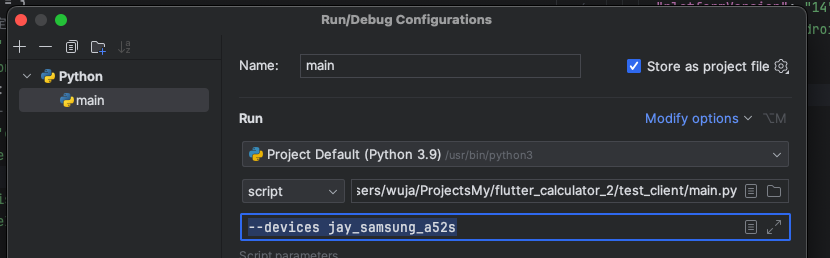 "platformVersion": "14"
Run/Debug Configurations
Python
main
Name:
main
Store as project file
Run
Modify options
⌥M
Project Default (Python 3.9) /usr/bin/python3
script
sers/wuja/ProjectsMy/flutter_calculator_2/test_client/main.py
--devices jay_samsung_a52s
Script parameters